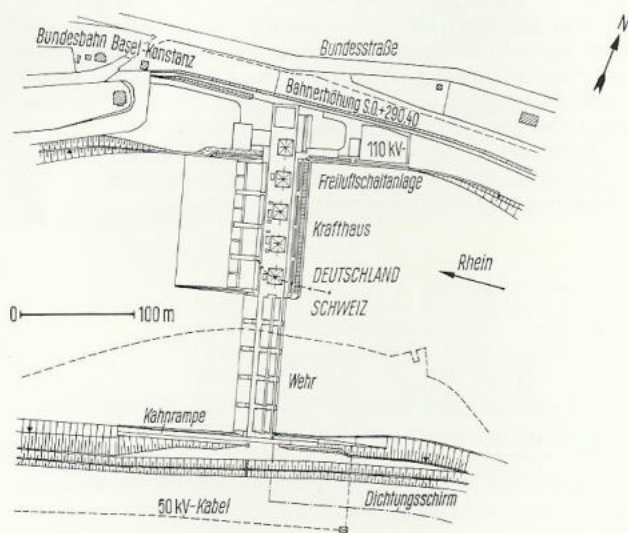 N
Bundesbahn Basel-Konstanz
Bundesstraße
Bahnerhöhung S.O.+290,40
110 kV-
Freiluftschaltanlage
Krafthaus
Rhein
DEUTSCHLAND
SCHWEIZ
0 100 m
Wehr
Kahnrampe
Dichtungsschirm
50 kV-Kabel